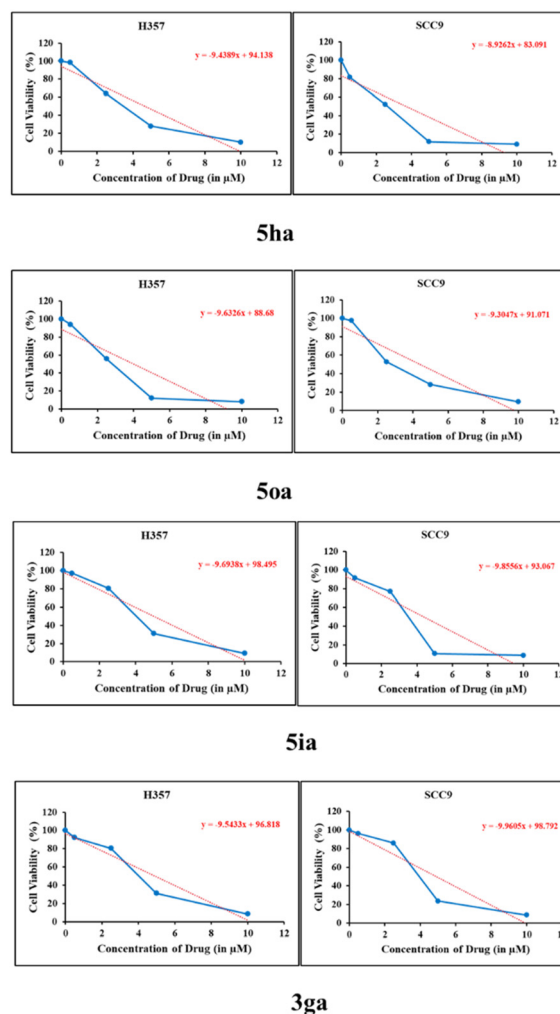 H357
SCC9
y = -9.4389x + 94.138
y = -8.9262x + 83.091
Cell Viability (%)
120
100
80
60
40
20
0
0 2 4 6 8 10 12
Concentration of Drug (in µM)
Cell Viability (%)
120
100
80
60
40
20
0
0 2 4 6 8 10 12
Concentration of Drug (in µM)
5ha
H357
SCC9
y = -9.6326x + 88.68
y = -9.3047x + 91.071
Cell Viability (%)
120
100
80
60
40
20
0
0 2 4 6 8 10 12
Concentration of Drug (in µM)
Cell Viability (%)
120
100
80
60
40
20
0
0 2 4 6 8 10 12
Concentration of Drug (in µM)
5oa
H357
SCC9
y = -9.6938x + 98.495
y = -9.8556x + 93.067
Cell Viability (%)
120
100
80
60
40
20
0
0 2 4 6 8 10 12
Concentration of Drug (in µM)
Cell Viability (%)
120
100
80
60
40
20
0
0 2 4 6 8 10 12
Concentration of Drug (in µM)
5ia
H357
SCC9
y = -9.5433x + 96.818
y = -9.9605x + 98.792
Cell Viability (%)
120
100
80
60
40
20
0
0 2 4 6 8 10 12
Concentration of Drug (in µM)
Cell Viability (%)
120
100
80
60
40
20
0
0 2 4 6 8 10 12
Concentration of Drug (in µM)
3ga